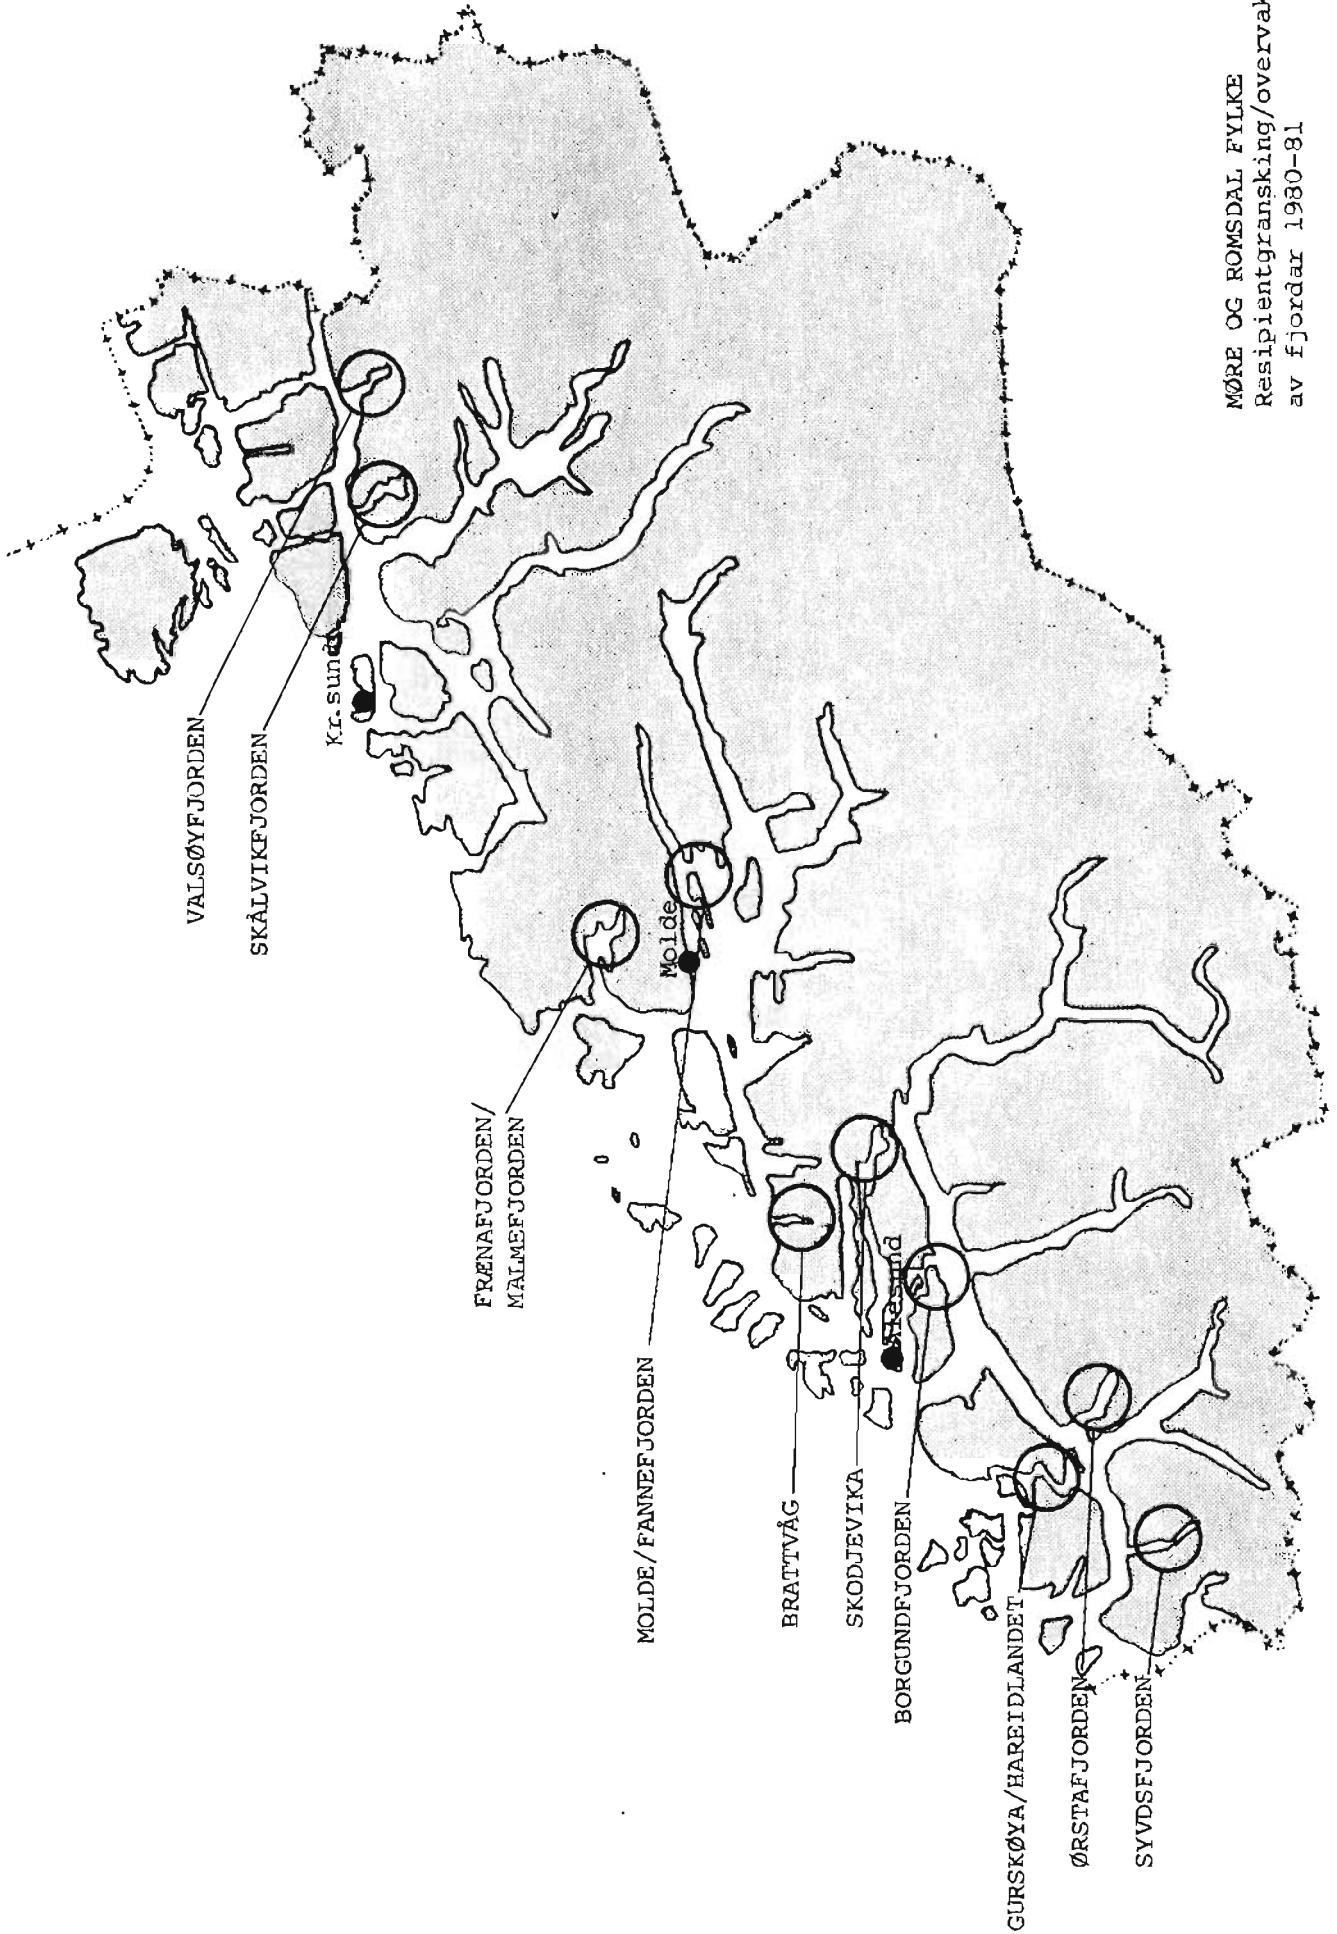 VALSØYFJORDEN
SKÅLVIKFJORDEN
Kr.sund
FRÆNAFJORDEN/
MALMEFJORDEN
Molde
MOLDE/FANNEFJORDEN
BRATTVÅG
SKODJEVIKA
Ålesund
BORGUNDFJORDEN
GURSKØYA/HAREIDLANDET
ØRSTAFJORDEN
SYVDSFJORDEN
MØRE OG ROMSDAL FYLKE
Resipientgransking/overvak
av fjordar 1980-81